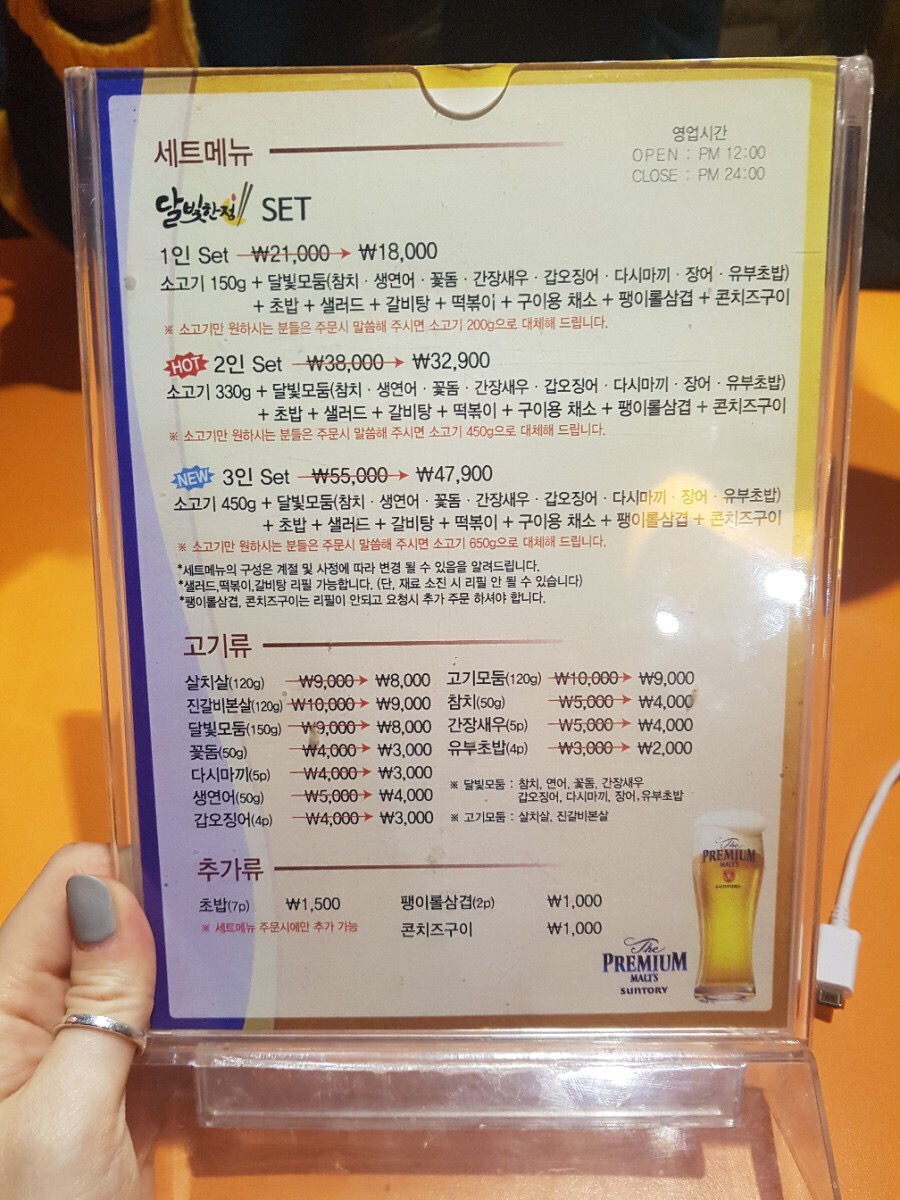 세트메뉴
영업시간
OPEN : PM 12:00
CLOSE : PM 24:00
달빛한점 SET
1인 Set ₩21,000 → ₩18,000
소고기 150g + 달빛모둠(참치 · 생연어 · 꽃돔 · 간장새우 · 갑오징어 · 다시마끼 · 장어 · 유부초밥)
+ 초밥 + 샐러드 + 갈비탕 + 떡볶이 + 구이용 채소 + 팽이롤삼겹 + 콘치즈구이
※ 소고기만 원하시는 분들은 주문시 말씀해 주시면 소고기 200g으로 대체해 드립니다.
HOT 2인 Set ₩38,000 → ₩32,900
소고기 330g + 달빛모둠(참치 · 생연어 · 꽃돔 · 간장새우 · 갑오징어 · 다시마끼 · 장어 · 유부초밥)
+ 초밥 + 샐러드 + 갈비탕 + 떡볶이 + 구이용 채소 + 팽이롤삼겹 + 콘치즈구이
※ 소고기만 원하시는 분들은 주문시 말씀해 주시면 소고기 450g으로 대체해 드립니다.
NEW 3인 Set ₩55,000 → ₩47,900
소고기 450g + 달빛모둠(참치 · 생연어 · 꽃돔 · 간장새우 · 갑오징어 · 다시마끼 · 장어 · 유부초밥)
+ 초밥 + 샐러드 + 갈비탕 + 떡볶이 + 구이용 채소 + 팽이롤삼겹 + 콘치즈구이
※ 소고기만 원하시는 분들은 주문시 말씀해 주시면 소고기 650g으로 대체해 드립니다.
*세트메뉴의 구성은 계절 및 사정에 따라 변경 될 수 있음을 알려드립니다.
*샐러드,떡볶이,갈비탕 리필 가능합니다. (단, 재료 소진 시 리필 안 될 수 있습니다)
*팽이롤삼겹, 콘치즈구이는 리필이 안되고 요청시 추가 주문 하셔야 합니다.
고기류
살치살(120g) ₩9,000 → ₩8,000
진갈비본살(120g) ₩10,000 → ₩9,000
달빛모둠(150g) ₩9,000 → ₩8,000
꽃돔(50g) ₩4,000 → ₩3,000
다시마끼(5p) ₩4,000 → ₩3,000
생연어(50g) ₩5,000 → ₩4,000
갑오징어(4p) ₩4,000 → ₩3,000
고기모둠(120g) ₩10,000 → ₩9,000
참치(50g) ₩5,000 → ₩4,000
간장새우(5p) ₩5,000 → ₩4,000
유부초밥(4p) ₩3,000 → ₩2,000
※ 달빛모둠 : 참치, 연어, 꽃돔, 간장새우
갑오징어, 다시마끼, 장어,유부초밥
※ 고기모둠 : 살치살, 진갈비본살
추가류
초밥(7p) ₩1,500
※ 세트메뉴 주문시에만 추가 가능
팽이롤삼겹(2p) ₩1,000
콘치즈구이 ₩1,000
The
PREMIUM
MALT'S
SUNTORY
The
PREMIUM
MALT'S
SUNTORY